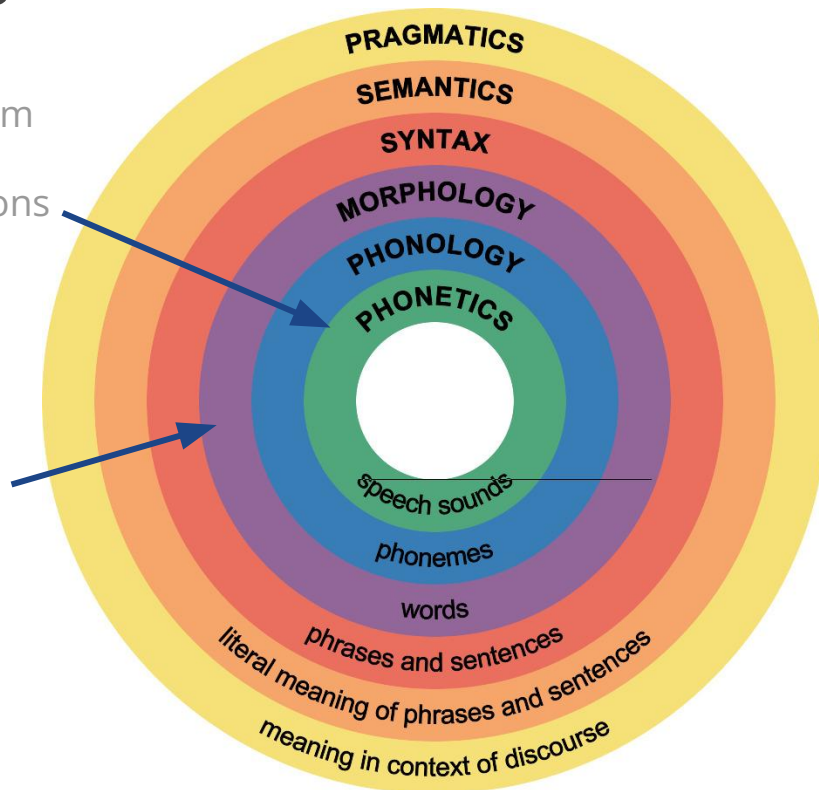 PRAGMATICS
SEMANTICS
SYNTAX
MORPHOLOGY
PHONOLOGY
PHONETICS
speech sounds
phonemes
words
phrases and sentences
literal meaning of phrases and sentences
meaning in context of discourse